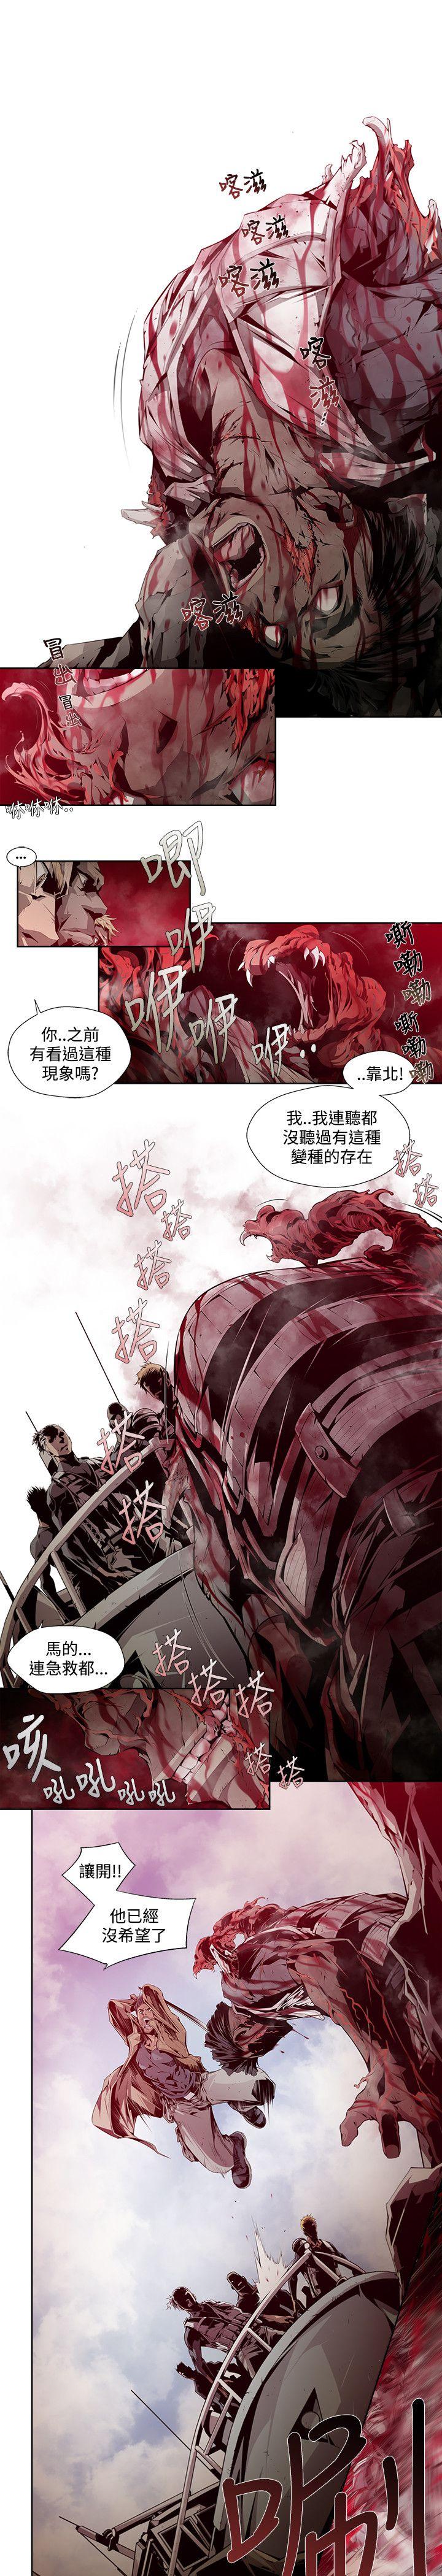 喀滋
喀滋
喀滋
喀滋
喀滋
冒出
冒出
咻咻咻..
...
唧
咿
咿
咿
咿
嘶
嘞
嘞
嘶
嘞
嘞
你..之前
有看過這種
現象嗎?
..靠北!
我..我連聽都
沒聽過有這種
變種的存在
搭
搭
搭
搭
搭
搭
搭
搭
馬的...
連急救都...
搭
搭
搭
搭
搭
咳
吼吼吼吼
讓開!!
他已經
沒希望了
唰